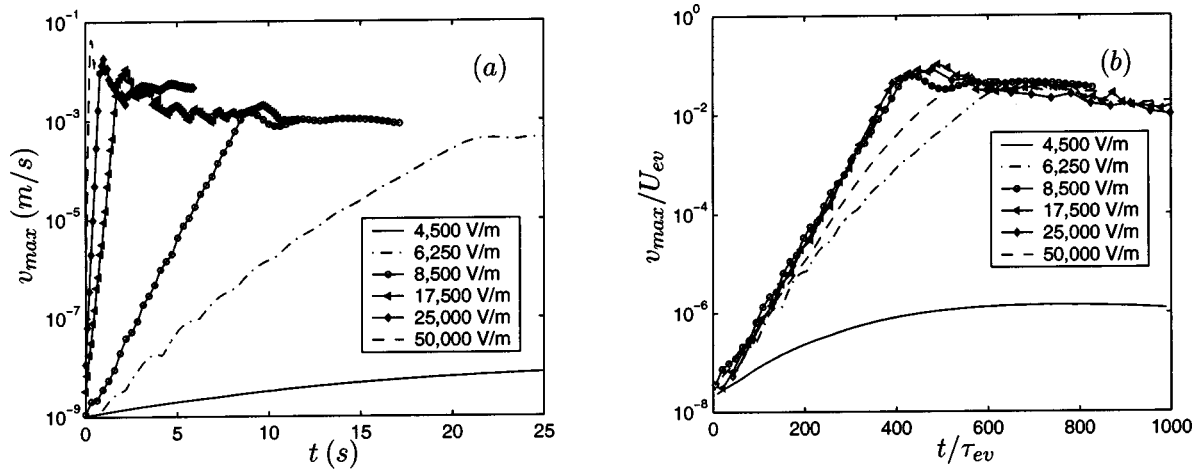 10⁻¹
10⁻³
10⁻⁵
10⁻⁷
10⁻⁹
v_max (m/s)
(a)
4,500 V/m
6,250 V/m
8,500 V/m
17,500 V/m
25,000 V/m
50,000 V/m
0 5 10 15 20 25
t (s)
10⁰
10⁻²
10⁻⁴
10⁻⁶
10⁻⁸
v_max/U_ev
(b)
4,500 V/m
6,250 V/m
8,500 V/m
17,500 V/m
25,000 V/m
50,000 V/m
0 200 400 600 800 1000
t/τ_ev